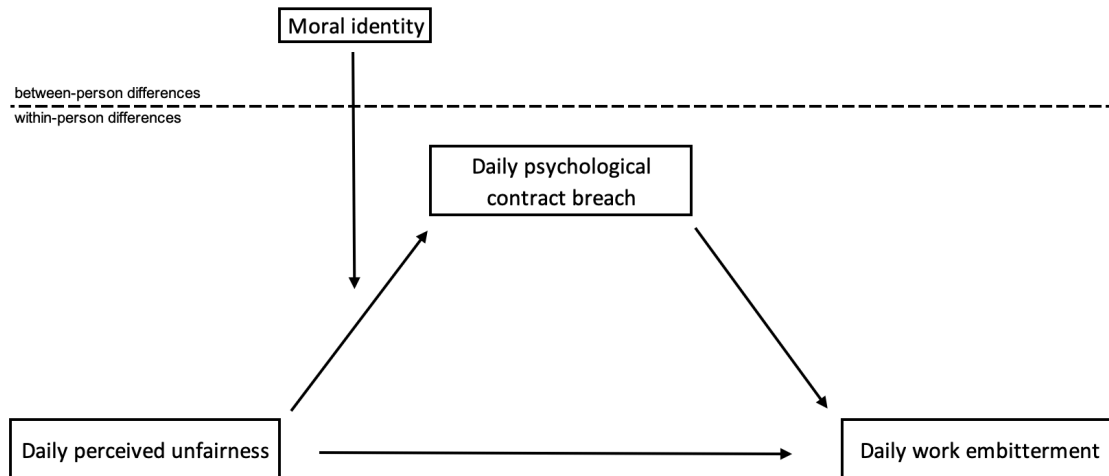 Moral identity
between-person differences
within-person differences
Daily psychological
contract breach
Daily perceived unfairness
Daily work embitterment